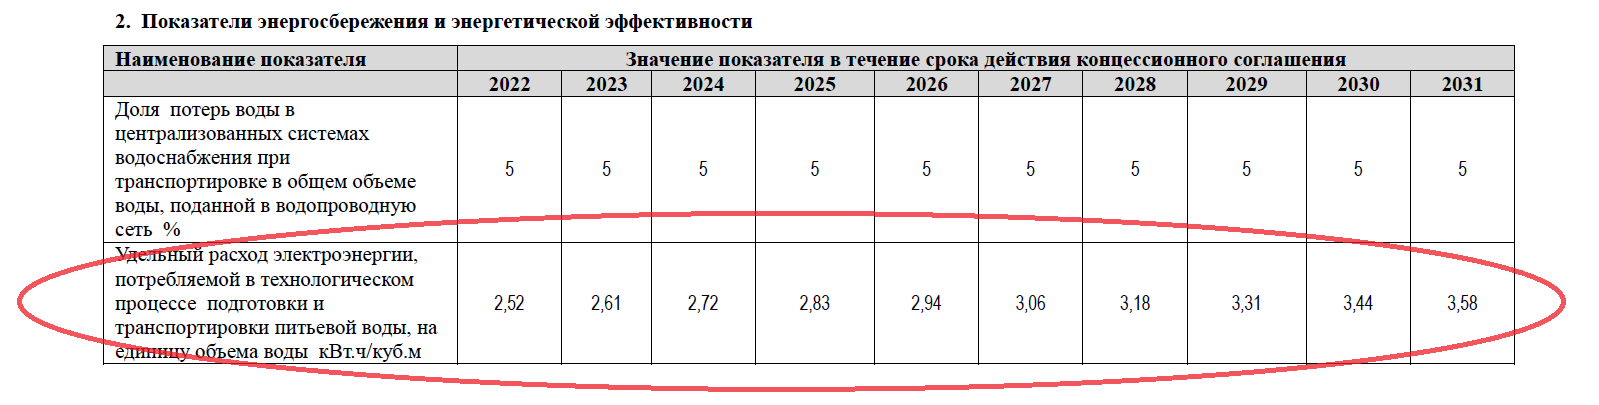 2. Показатели энергосбережения и энергетической эффективности
Наименование показателя Значение показателя в течение срока действия концессионного соглашения
2022 2023 2024 2025 2026 2027 2028 2029 2030 2031
Доля потерь воды в
централизованных системах
водоснабжения при
транспортировке в общем объеме
воды, поданной в водопроводную
сеть %
5 5 5 5 5 5 5 5 5 5
Удельный расход электроэнергии,
потребляемой в технологическом
процессе подготовки и
транспортировки питьевой воды, на
единицу объема воды кВт.ч/куб.м
2,52 2,61 2,72 2,83 2,94 3,06 3,18 3,31 3,44 3,58